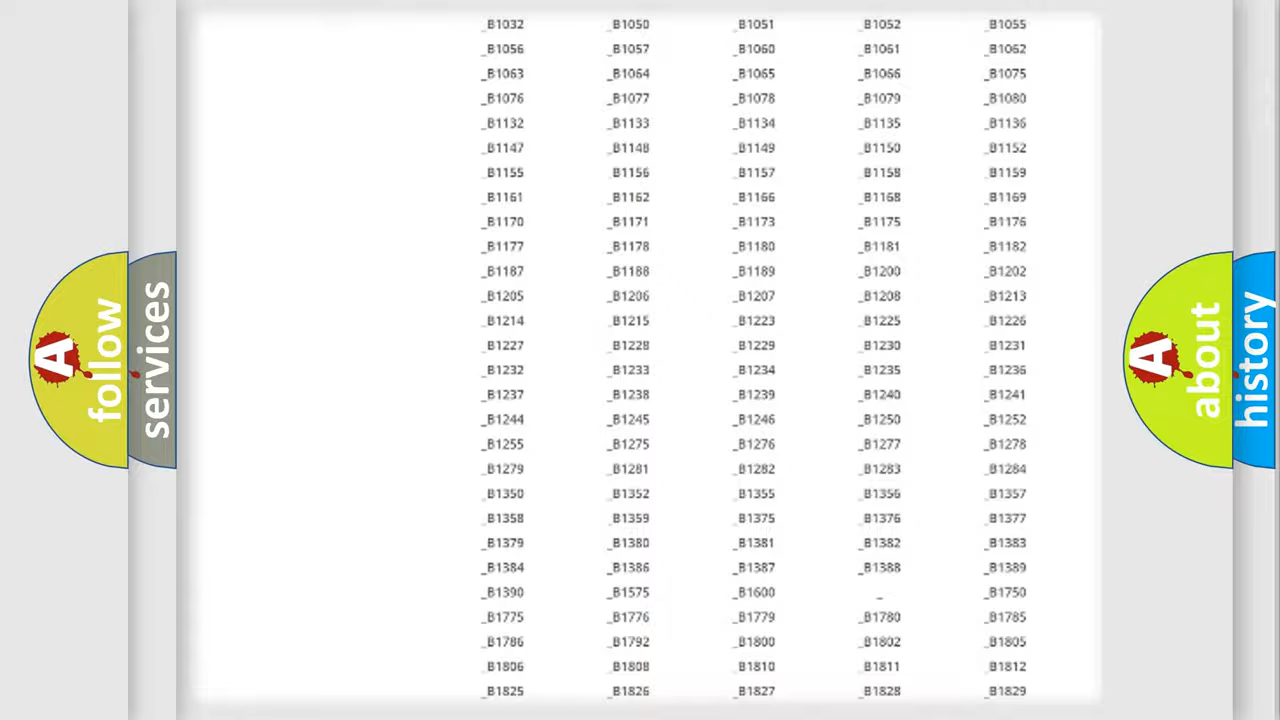 _B1032 _B1050 _B1051 _B1052 _B1055
_B1056 _B1057 _B1060 _B1061 _B1062
_B1063 _B1064 _B1065 _B1066 _B1075
_B1076 _B1077 _B1078 _B1079 _B1080
_B1132 _B1133 _B1134 _B1135 _B1136
_B1147 _B1148 _B1149 _B1150 _B1152
_B1155 _B1156 _B1157 _B1158 _B1159
_B1161 _B1162 _B1166 _B1168 _B1169
_B1170 _B1171 _B1173 _B1175 _B1176
_B1177 _B1178 _B1180 _B1181 _B1182
_B1187 _B1188 _B1189 _B1200 _B1202
_B1205 _B1206 _B1207 _B1208 _B1213
_B1214 _B1215 _B1223 _B1225 _B1226
_B1227 _B1228 _B1229 _B1230 _B1231
_B1232 _B1233 _B1234 _B1235 _B1236
_B1237 _B1238 _B1239 _B1240 _B1241
_B1244 _B1245 _B1246 _B1250 _B1252
_B1255 _B1275 _B1276 _B1277 _B1278
_B1279 _B1281 _B1282 _B1283 _B1284
_B1350 _B1352 _B1355 _B1356 _B1357
_B1358 _B1359 _B1375 _B1376 _B1377
_B1379 _B1380 _B1381 _B1382 _B1383
_B1384 _B1386 _B1387 _B1388 _B1389
_B1390 _B1575 _B1600 _ _B1750
_B1775 _B1776 _B1779 _B1780 _B1785
_B1786 _B1792 _B1800 _B1802 _B1805
_B1806 _B1808 _B1810 _B1811 _B1812
_B1825 _B1826 _B1827 _B1828 _B1829
A
follow
services
A
about
history